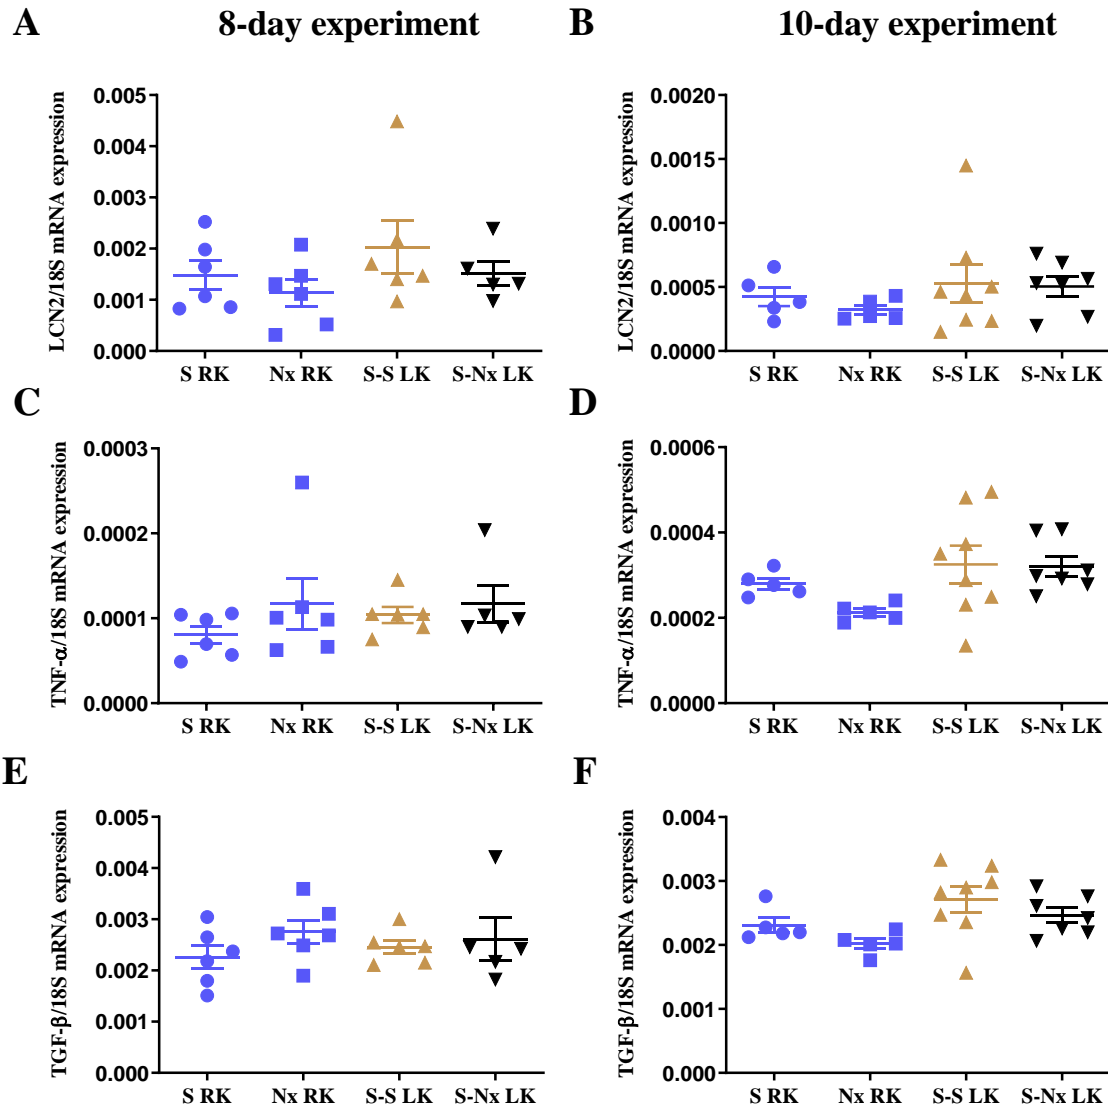 A 8-day experiment B 10-day experiment
LCN2/18S mRNA expression
0.005
0.004
0.003
0.002
0.001
0.000
S RK Nx RK S-S LK S-Nx LK
LCN2/18S mRNA expression
0.0020
0.0015
0.0010
0.0005
0.0000
S RK Nx RK S-S LK S-Nx LK
C
TNF-α/18S mRNA expression
0.0003
0.0002
0.0001
0.0000
S RK Nx RK S-S LK S-Nx LK
D
TNF-α/18S mRNA expression
0.0006
0.0004
0.0002
0.0000
S RK Nx RK S-S LK S-Nx LK
E
TGF-β/18S mRNA expression
0.005
0.004
0.003
0.002
0.001
0.000
S RK Nx RK S-S LK S-Nx LK
F
TGF-β/18S mRNA expression
0.004
0.003
0.002
0.001
0.000
S RK Nx RK S-S LK S-Nx LK